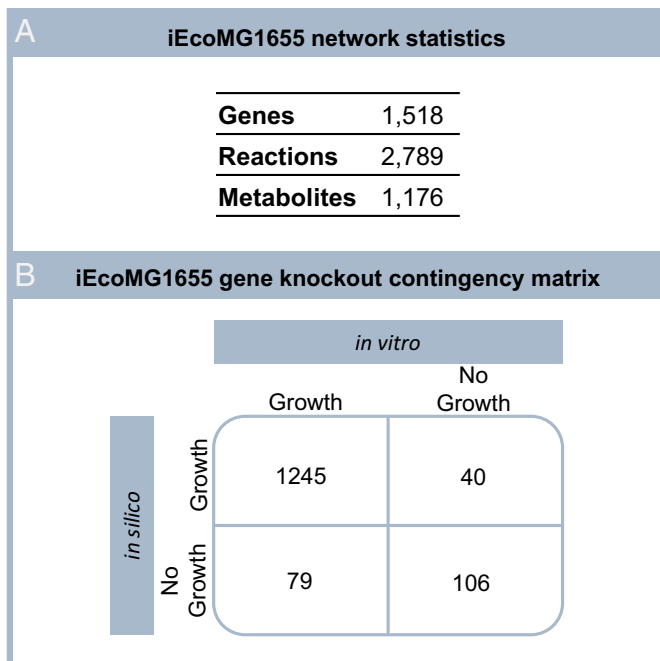 A
iEcoMG1655 network statistics
Genes 1,518
Reactions 2,789
Metabolites 1,176
B
iEcoMG1655 gene knockout contingency matrix
in vitro
Growth
No
Growth
in silico
Growth
1245 40
No
Growth
79 106